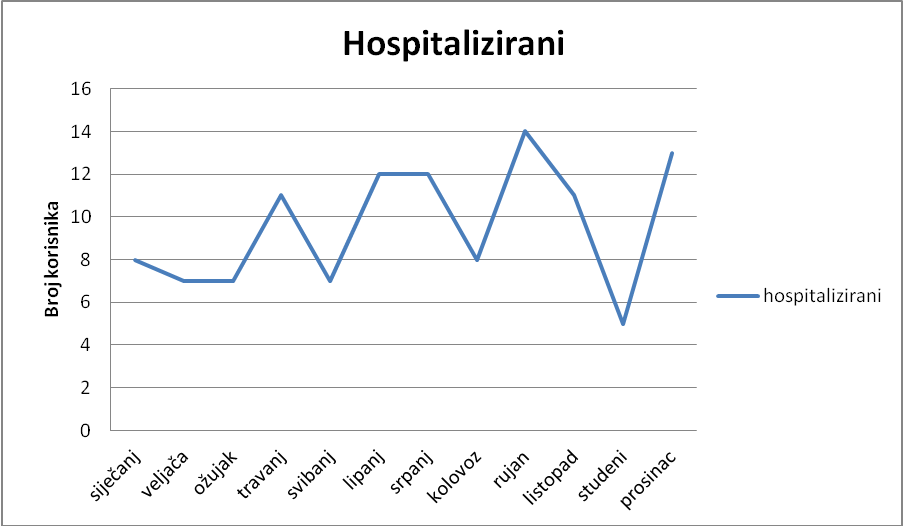 Hospitalizirani
Broj korisnika
16
14
12
10
8
6
4
2
0
siječanj
veljača
ožujak
travanj
svibanj
lipanj
srpanj
kolovoz
rujan
listopad
studeni
prosinac
hospitalizirani